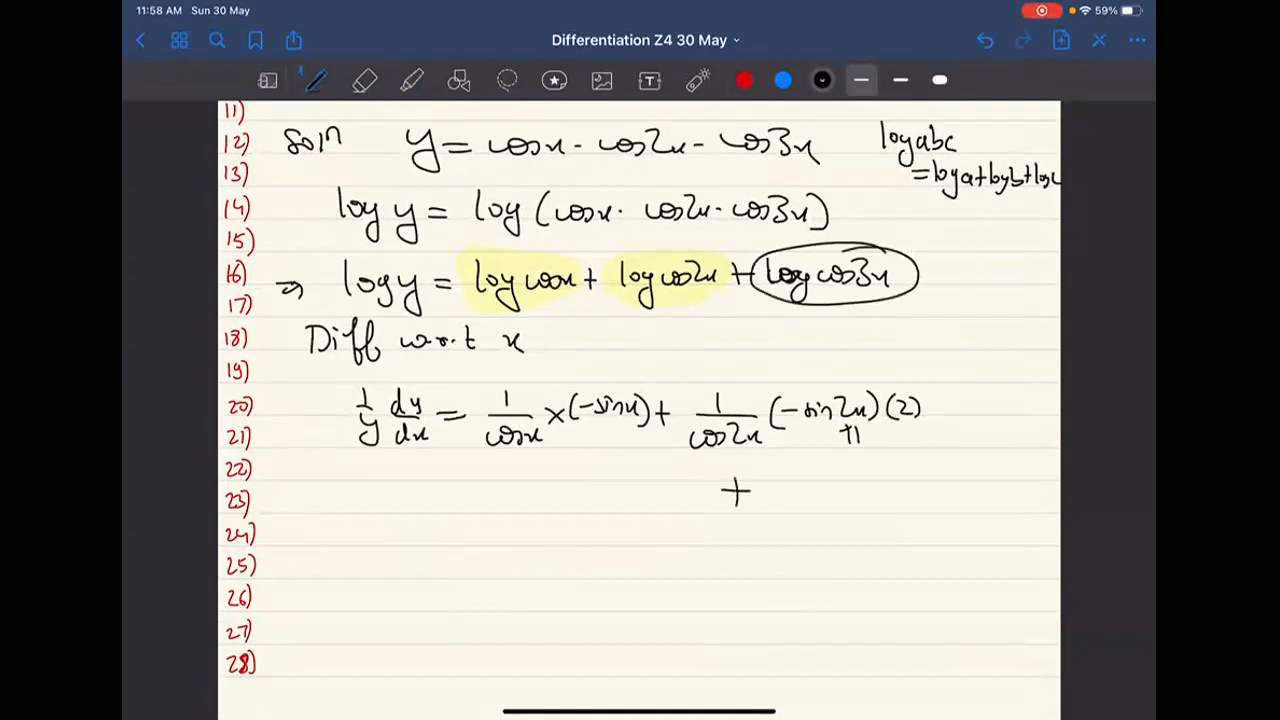 11:58 AM Sun 30 May
59%
Differentiation Z4 30 May
11)
12) Soln y = cosx · cos2x · cos3x
log abc
= log a + log b + log c
13)
14) log y = log (cosx · cos2x · cos3x)
15)
16) ⇒ log y = log cosx + log cos2x + log cos3x
17)
18) Diff w.r.t x
19)
20) 1/y dy/dx = 1/cosx × (-sinx) + 1/cos2x (-sin2x) (2)
21)
22)
23) +
24)
25)
26)
27)
28)